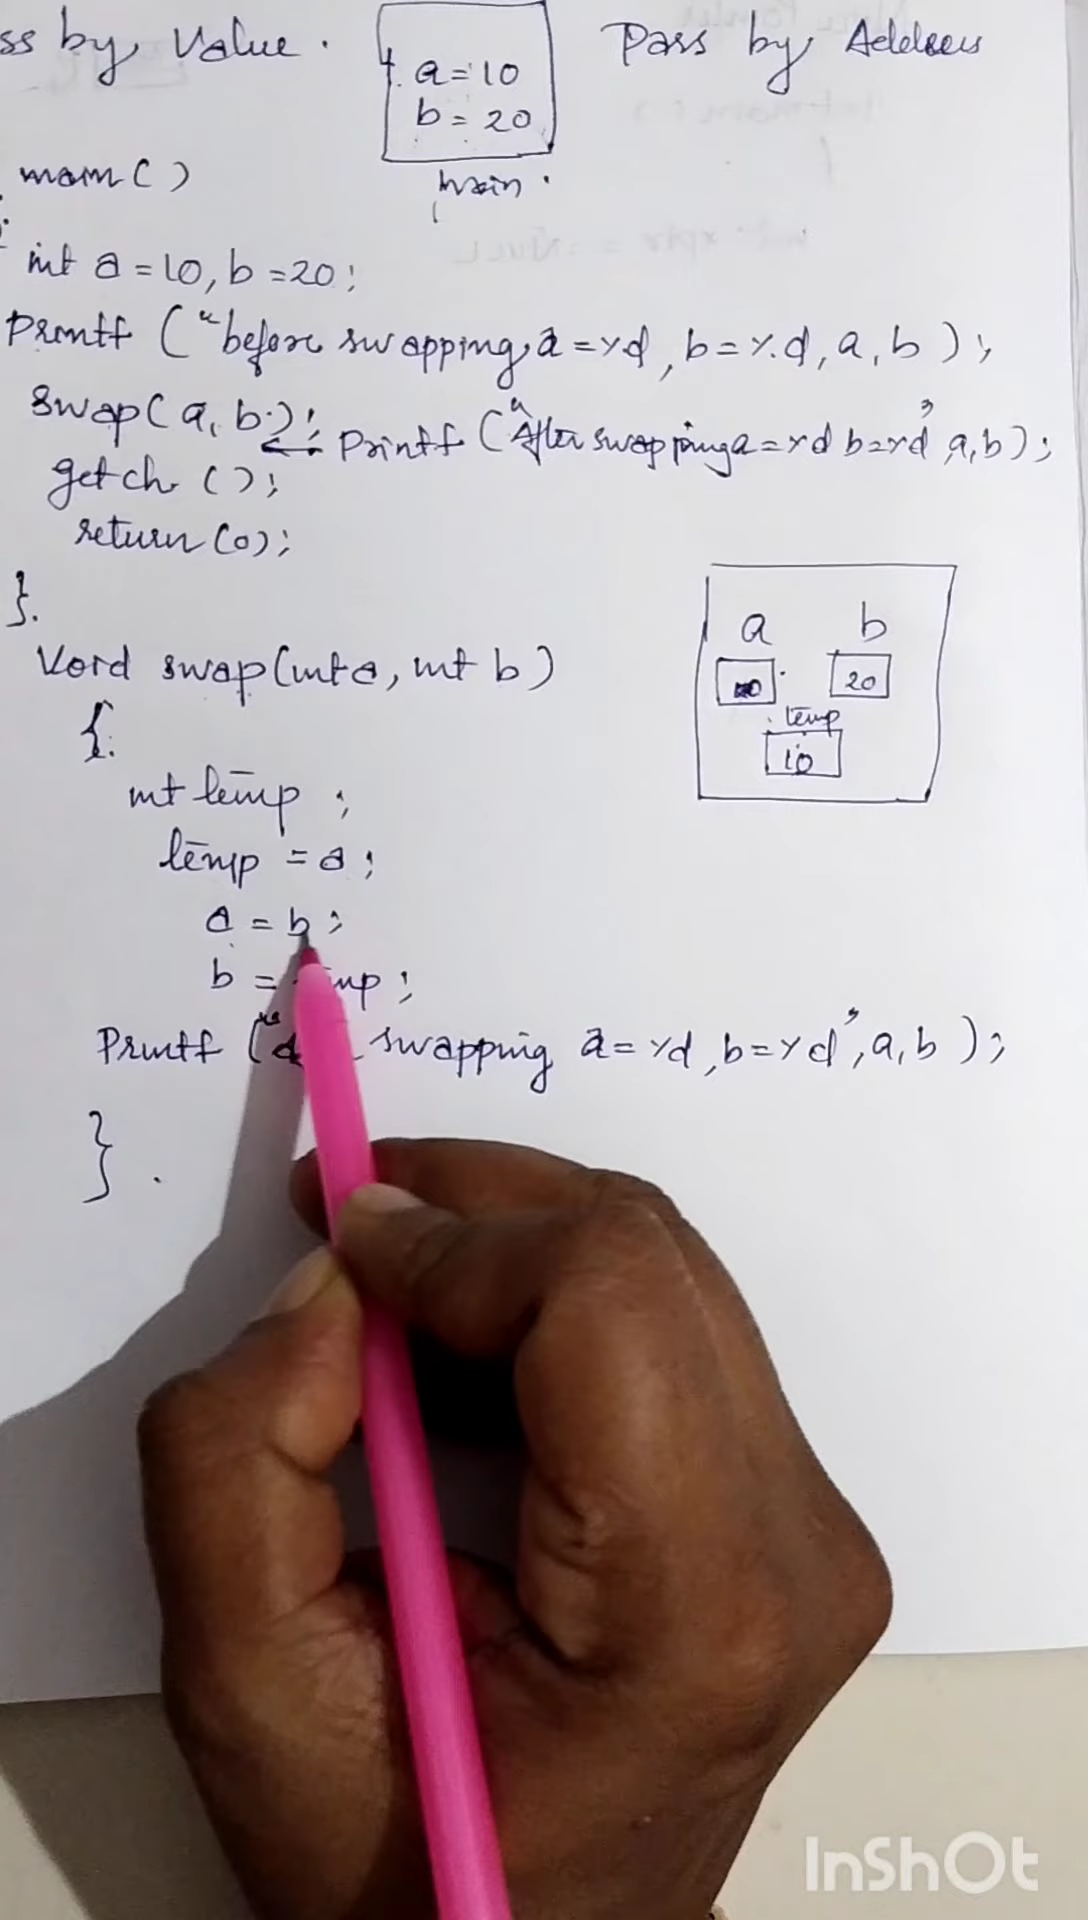 ss by Value.
Pass by Address
a = 10
b = 20
main.
main( )
int a = 10, b = 20;
Printf ("before swapping, a = %d, b = %.d, a, b );
swap(a, b.);
Printf ("After swapping a = %d b = %d", a, b);
getch ( );
return (0);
}.
Void swap(int a, int b)
{.
a b
20
temp
10
int temp ;
temp = a ;
a = b ;
b = ;
Printf (" swapping a = %d, b = %d", a, b );
} .
InShOt